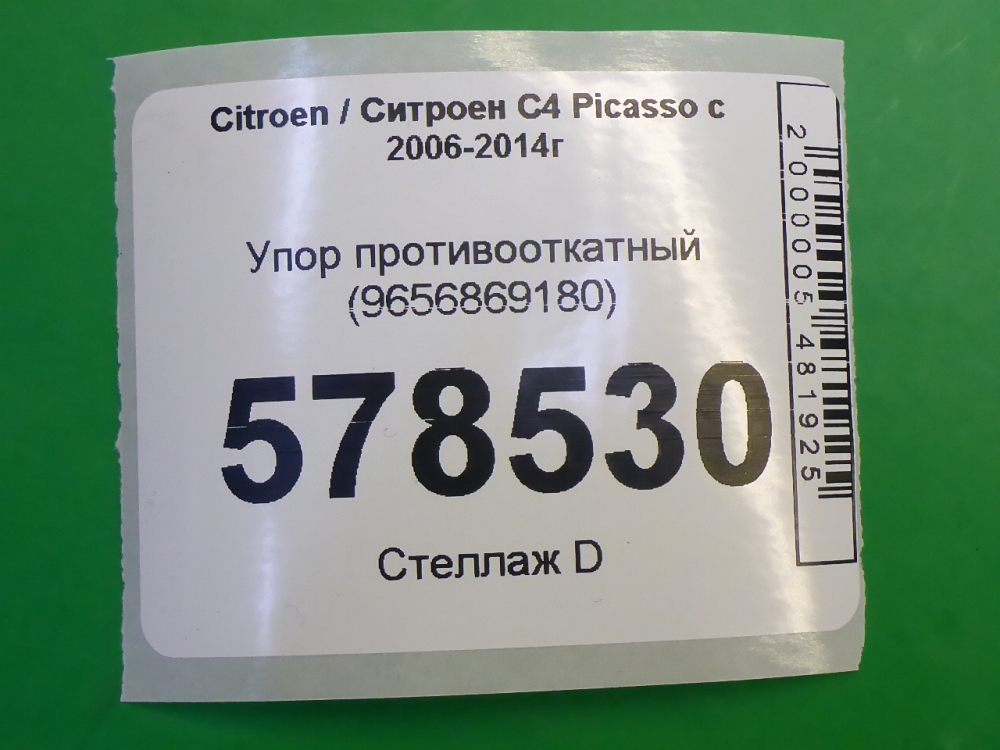 Citroen / Ситроен C4 Picasso с
2006-2014г
Упор противооткатный
(9656869180)
578530
Стеллаж D
2000005481925